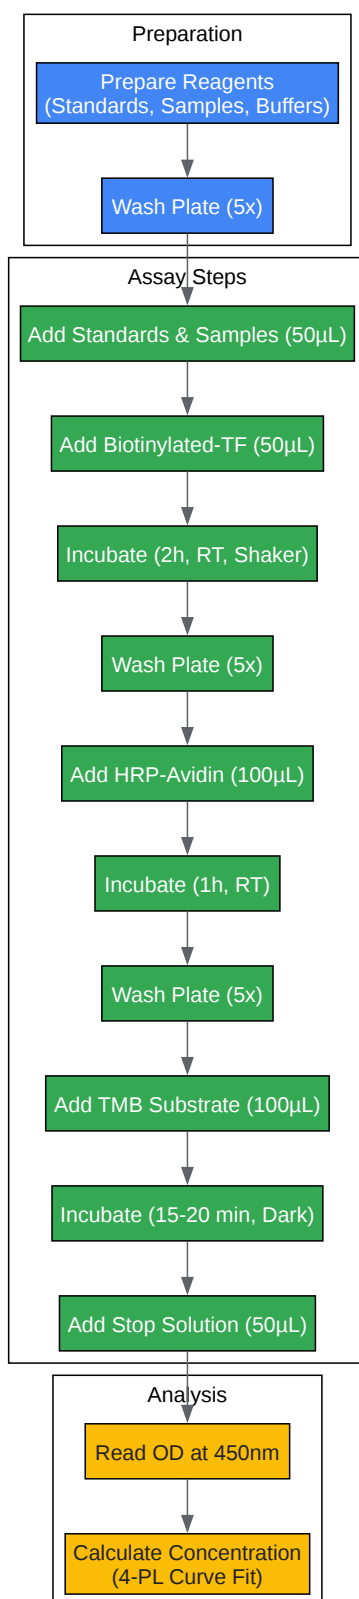 Preparation
Prepare Reagents
(Standards, Samples, Buffers)
Wash Plate (5x)
Assay Steps
Add Standards & Samples (50µL)
Add Biotinylated-TF (50µL)
Incubate (2h, RT, Shaker)
Wash Plate (5x)
Add HRP-Avidin (100µL)
Incubate (1h, RT)
Wash Plate (5x)
Add TMB Substrate (100µL)
Incubate (15-20 min, Dark)
Add Stop Solution (50µL)
Analysis
Read OD at 450nm
Calculate Concentration
(4-PL Curve Fit)